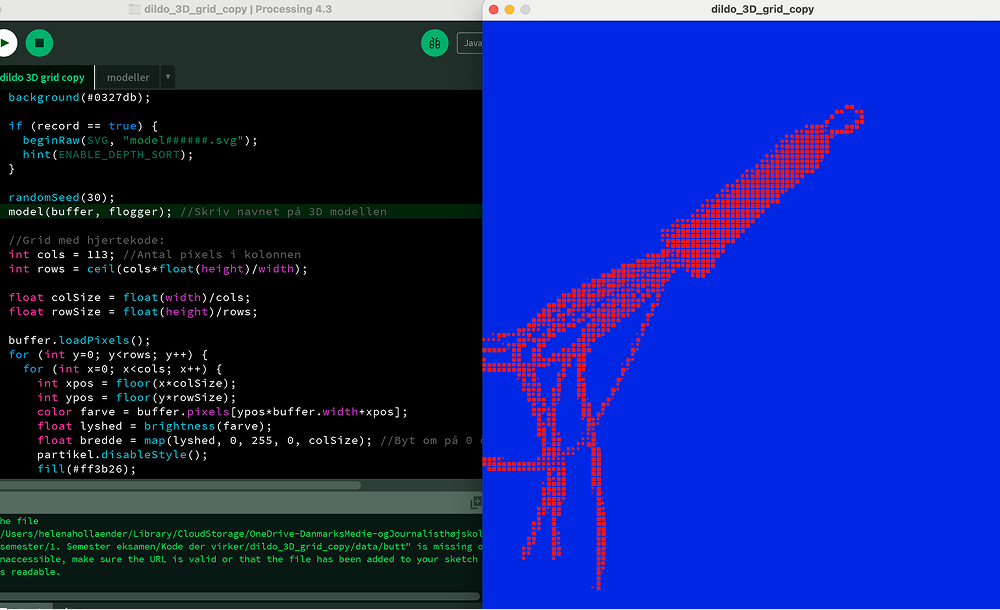 dildo_3D_grid_copy | Processing 4.3
dildo_3D_grid_copy
Java
dildo 3D grid copy
modeller
background(#0327db);
if (record == true) {
beginRaw(SVG, "model######.svg");
hint(ENABLE_DEPTH_SORT);
}
randomSeed(30);
model(buffer, flogger); //Skriv navnet på 3D modellen
//Grid med hjertekode:
int cols = 113; //Antal pixels i kolonnen
int rows = ceil(cols*float(height)/width);
float colSize = float(width)/cols;
float rowSize = float(height)/rows;
buffer.loadPixels();
for (int y=0; y<rows; y++) {
for (int x=0; x<cols; x++) {
int xpos = floor(x*colSize);
int ypos = floor(y*rowSize);
color farve = buffer.pixels[ypos*buffer.width+xpos];
float lyshed = brightness(farve);
float bredde = map(lyshed, 0, 255, 0, colSize); //Byt om på 0
partikel.disableStyle();
fill(#ff3b26);
he file
/Users/helenahollaender/Library/CloudStorage/OneDrive-DanmarksMedie-ogJournalisthøjskol
semester/1. Semester eksamen/Kode der virker/dildo_3D_grid_copy/data/butt" is missing o
naccessible, make sure the URL is valid or that the file has been added to your sketch
s readable.